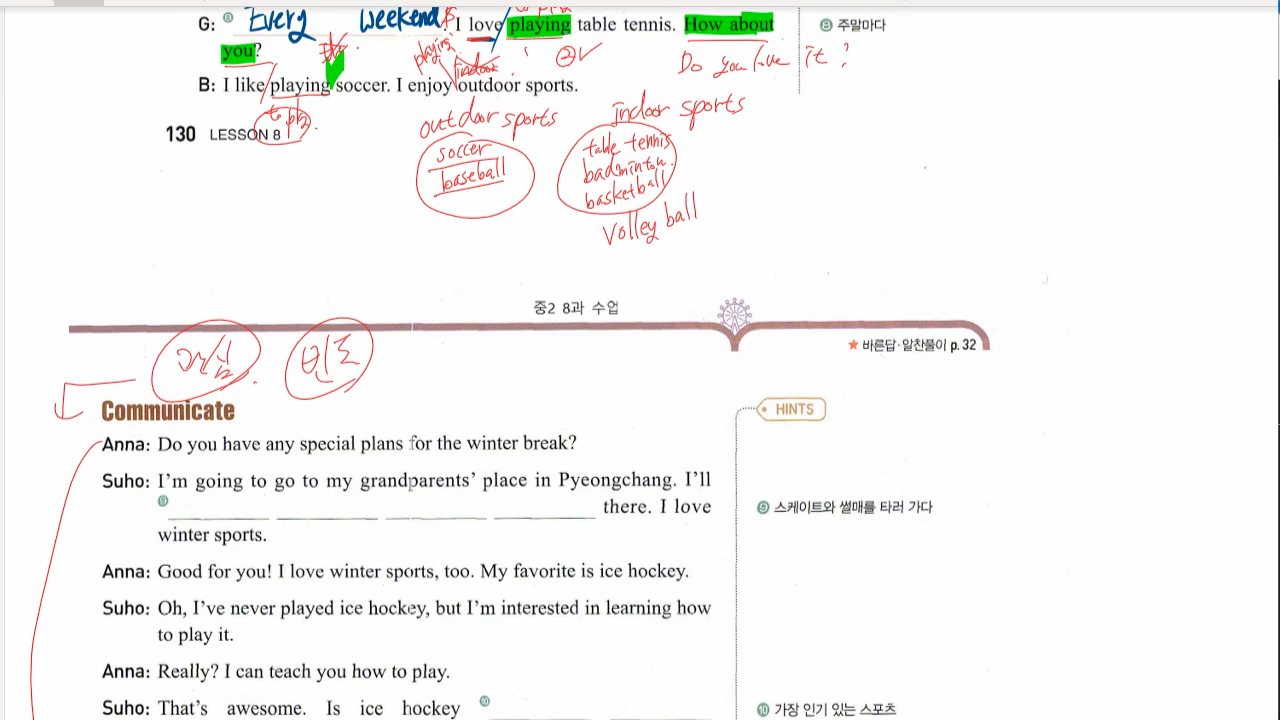 G: ⑧ Every weekend! I love playing table tennis. How about
⑧ 주말마다
you?
playing
Do you love it?
B: I like playing soccer. I enjoy outdoor sports.
130 LESSON 8
outdoor sports
soccer
baseball
indoor sports
table tennis
badminton
basketball
Volley ball
중2 8과 수업
★ 바른답·알찬풀이 p.32
빈도
Communicate
HINTS
Anna: Do you have any special plans for the winter break?
Suho: I'm going to go to my grandparents' place in Pyeongchang. I'll
⑨ there. I love
⑨ 스케이트와 썰매를 타러 가다
winter sports.
Anna: Good for you! I love winter sports, too. My favorite is ice hockey.
Suho: Oh, I've never played ice hockey, but I'm interested in learning how
to play it.
Anna: Really? I can teach you how to play.
Suho: That's awesome. Is ice hockey ⑩
⑩ 가장 인기 있는 스포츠